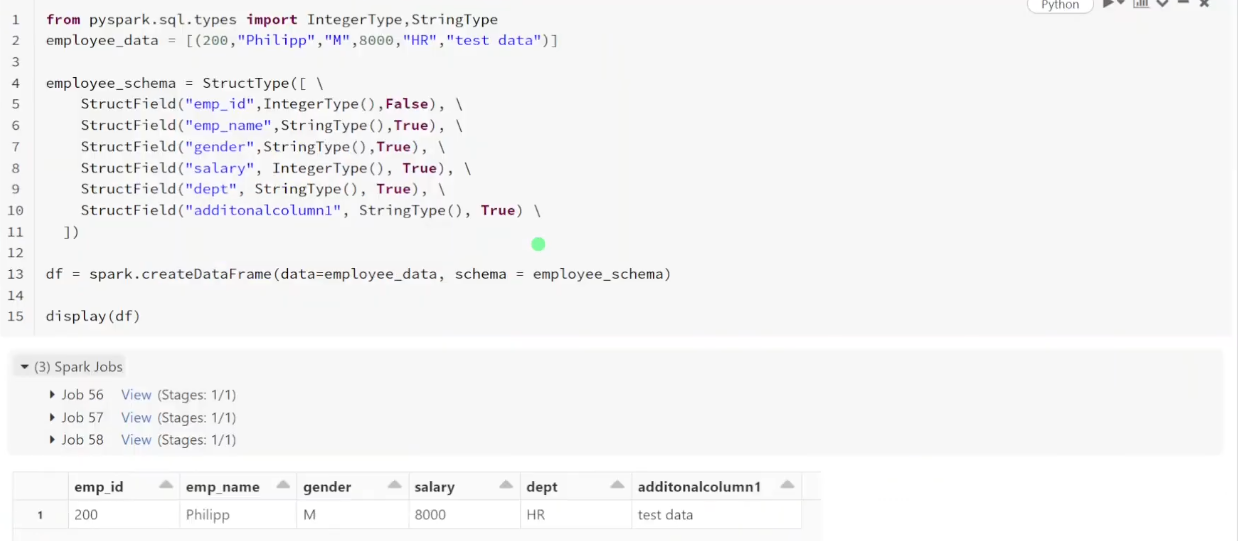 Python
1 from pyspark.sql.types import IntegerType,StringType
2 employee_data = [(200,"Philipp","M",8000,"HR","test data")]
3
4 employee_schema = StructType([ \
5     StructField("emp_id",IntegerType(),False), \
6     StructField("emp_name",StringType(),True), \
7     StructField("gender",StringType(),True), \
8     StructField("salary", IntegerType(), True), \
9     StructField("dept", StringType(), True), \
10     StructField("additonalcolumn1", StringType(), True) \
11   ])
12
13 df = spark.createDataFrame(data=employee_data, schema = employee_schema)
14
15 display(df)
(3) Spark Jobs
Job 56 View (Stages: 1/1)
Job 57 View (Stages: 1/1)
Job 58 View (Stages: 1/1)
emp_id emp_name gender salary dept additonalcolumn1
1 200 Philipp M 8000 HR test data